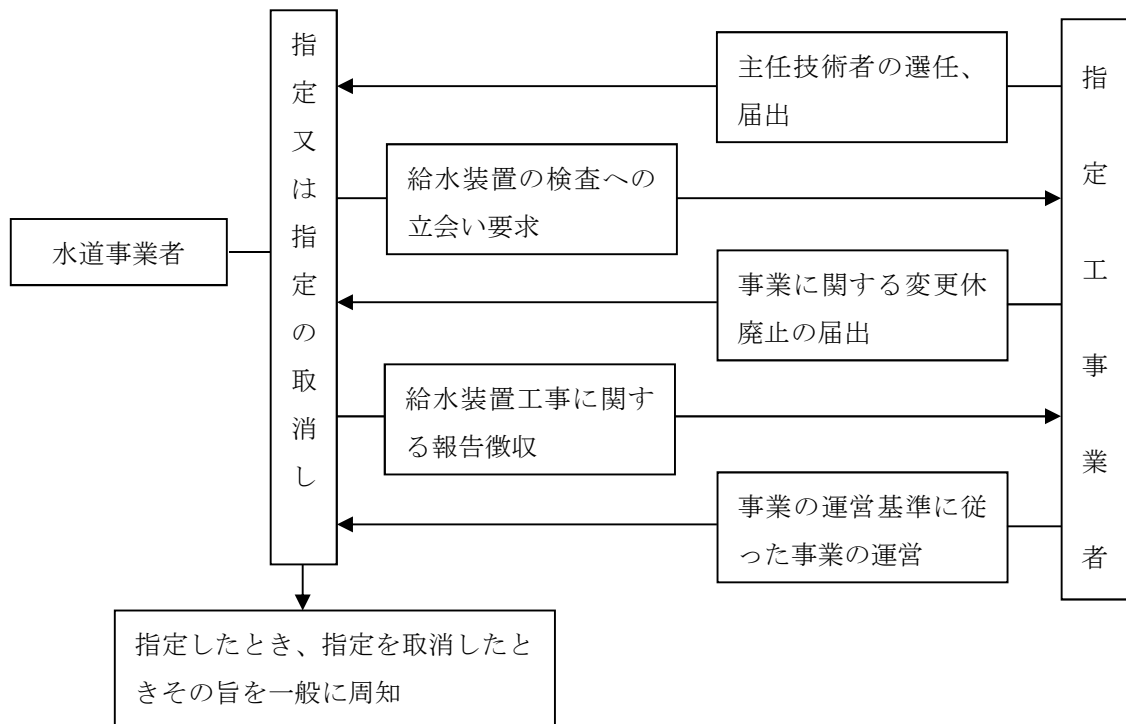 水道事業者
指定又は指定の取消し
主任技術者の選任、
届出
給水装置の検査への
立会い要求
事業に関する変更休
廃止の届出
給水装置工事に関す
る報告徴収
事業の運営基準に従
った事業の運営
指定工事事業者
指定したとき、指定を取消したと
きその旨を一般に周知